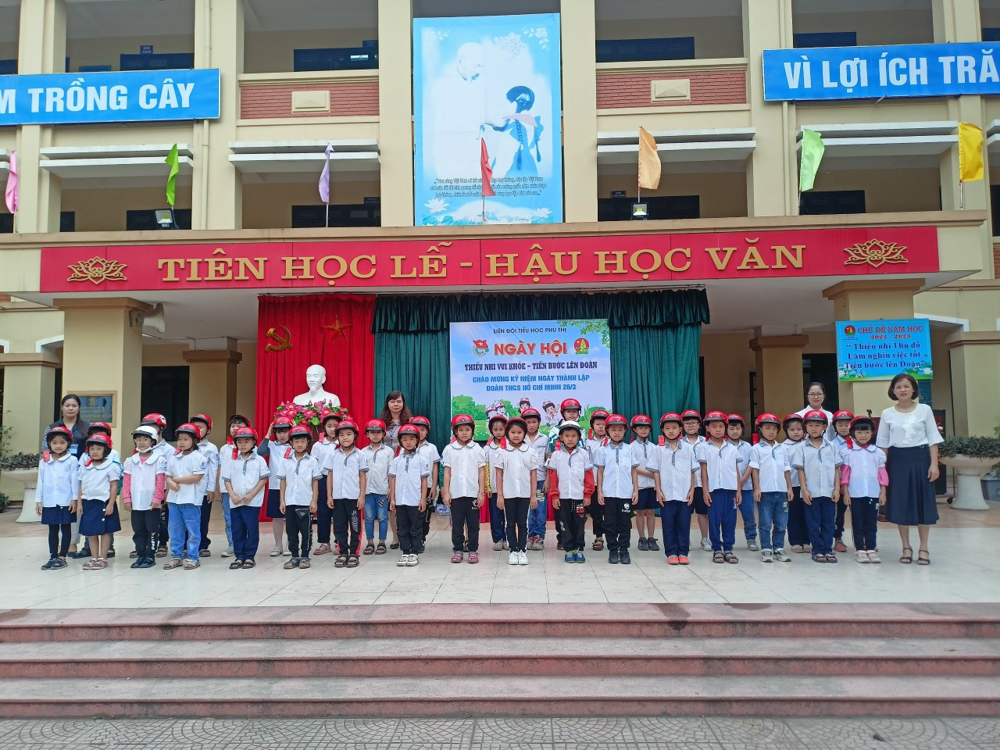 M TRỒNG CÂY
VÌ LỢI ÍCH TRĂ
TIÊN HỌC LỄ - HẬU HỌC VĂN
LIÊN ĐỘI TIỂU HỌC PHÚ THỊ
NGÀY HỘI
THIẾU NHI VUI KHỎE - TIẾN BƯỚC LÊN ĐOÀN
CHÀO MỪNG KỶ NIỆM NGÀY THÀNH LẬP
ĐOÀN TNCS HỒ CHÍ MINH 26/3
CHỦ ĐỀ NĂM HỌC
2022 - 2023
"Thiếu nhi Thủ đô
Làm nghìn việc tốt
Tiến bước lên Đoàn"